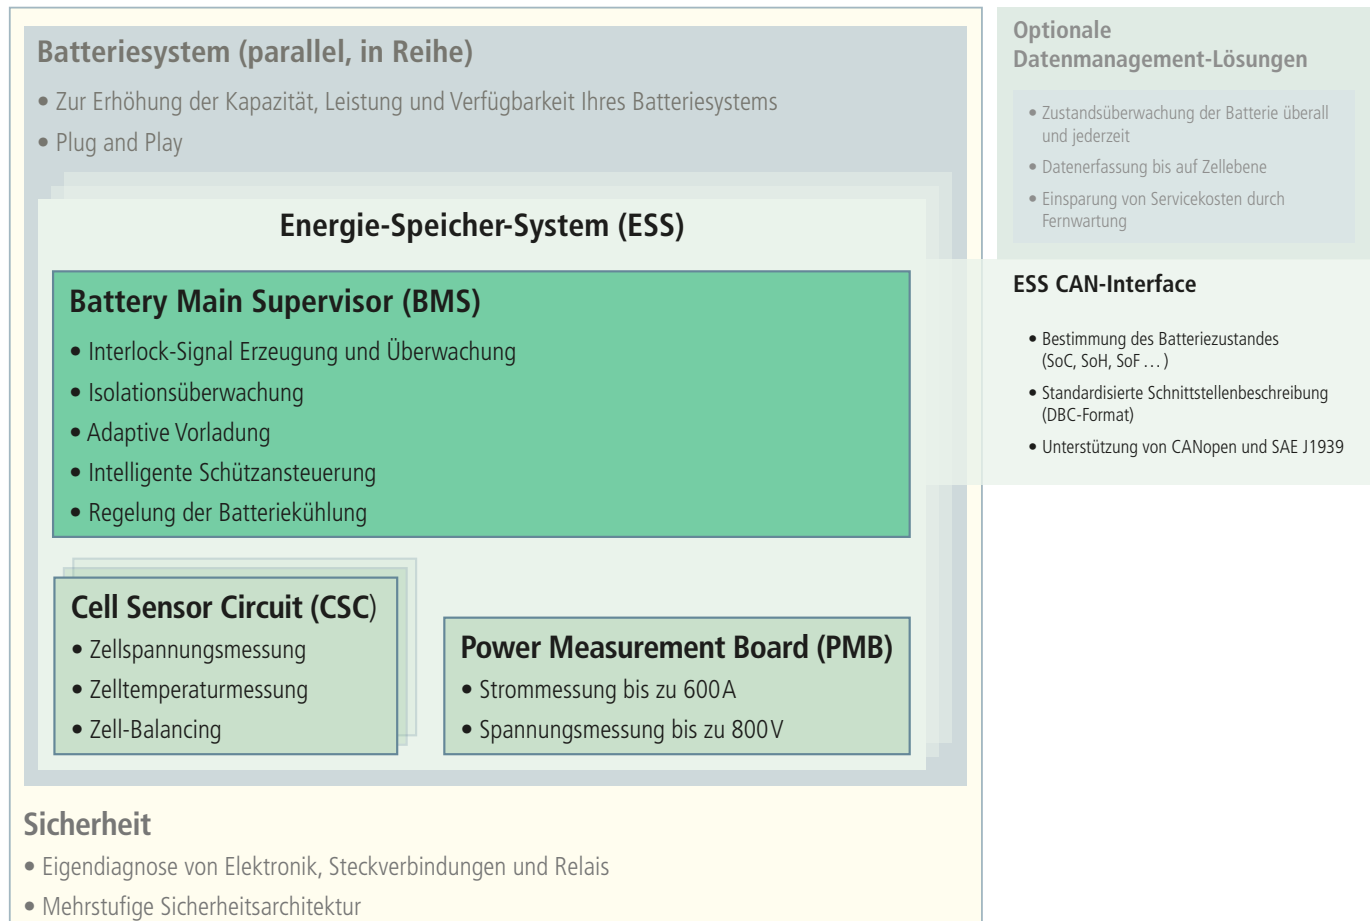 Batteriesystem (parallel, in Reihe)
• Zur Erhöhung der Kapazität, Leistung und Verfügbarkeit Ihres Batteriesystems
• Plug and Play
Energie-Speicher-System (ESS)
Battery Main Supervisor (BMS)
• Interlock-Signal Erzeugung und Überwachung
• Isolationsüberwachung
• Adaptive Vorladung
• Intelligente Schützansteuerung
• Regelung der Batteriekühlung
Cell Sensor Circuit (CSC)
• Zellspannungsmessung
• Zelltemperaturmessung
• Zell-Balancing
Power Measurement Board (PMB)
• Strommessung bis zu 600 A
• Spannungsmessung bis zu 800 V
Sicherheit
• Eigendiagnose von Elektronik, Steckverbindungen und Relais
• Mehrstufige Sicherheitsarchitektur
Optionale
Datenmanagement-Lösungen
• Zustandsüberwachung der Batterie überall
und jederzeit
• Datenerfassung bis auf Zellebene
• Einsparung von Servicekosten durch
Fernwartung
ESS CAN-Interface
• Bestimmung des Batteriezustandes
(SoC, SoH, SoF … )
• Standardisierte Schnittstellenbeschreibung
(DBC-Format)
• Unterstützung von CANopen und SAE J1939